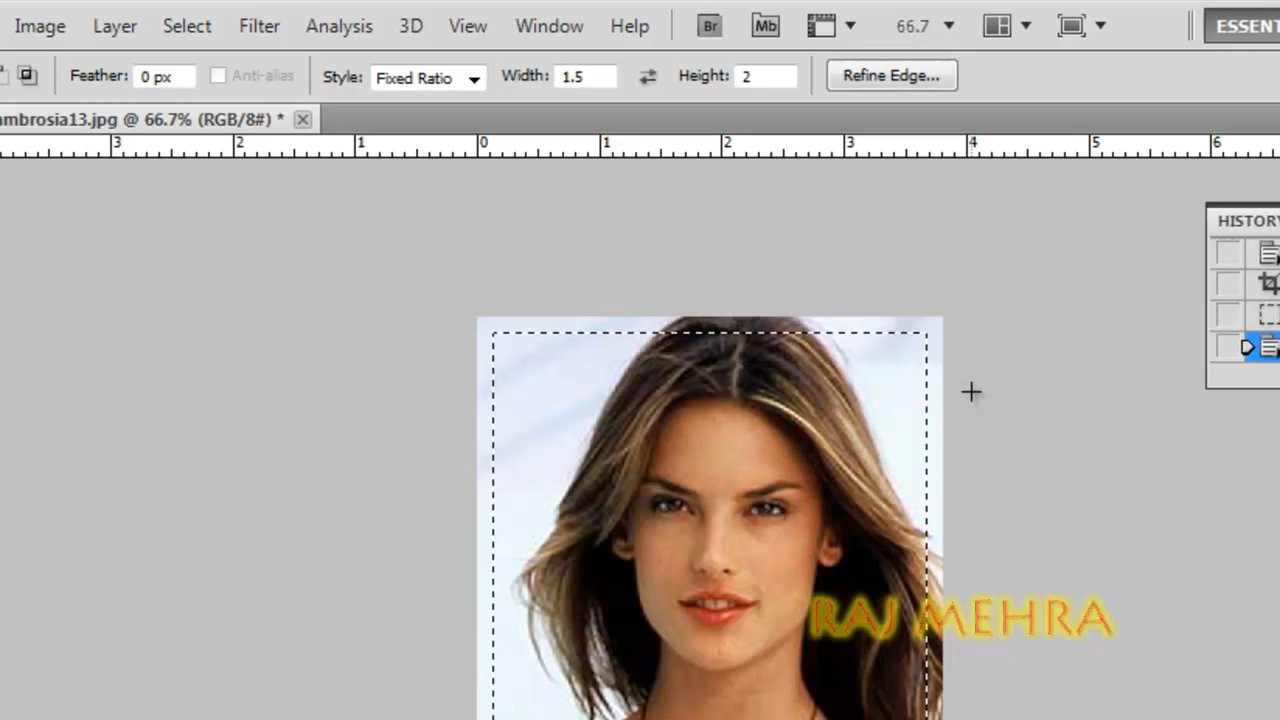 Image Layer Select Filter Analysis 3D View Window Help Br Mb 66.7 ESSENT
Feather: 0 px Anti-alias Style: Fixed Ratio Width: 1.5 Height: 2 Refine Edge...
ambrosia13.jpg @ 66.7% (RGB/8#) *
3 2 1 0 1 2 3 4 5 6
HISTORY
RAJ MEHRA